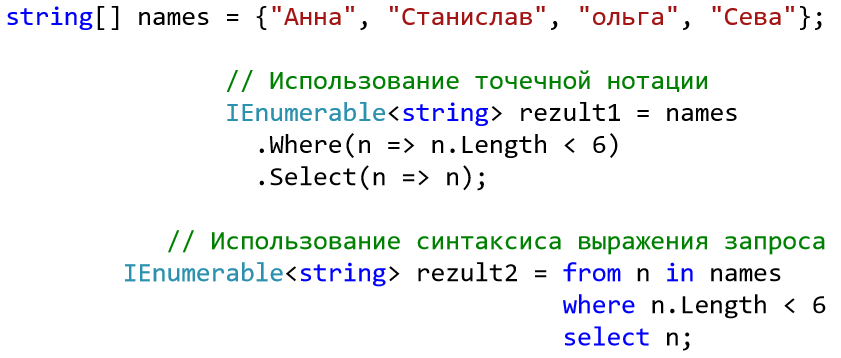 string[] names = {"Анна", "Станислав", "ольга", "Сева"};
// Использование точечной нотации
IEnumerable<string> rezult1 = names
.Where(n => n.Length < 6)
.Select(n => n);
// Использование синтаксиса выражения запроса
IEnumerable<string> rezult2 = from n in names
where n.Length < 6
select n;